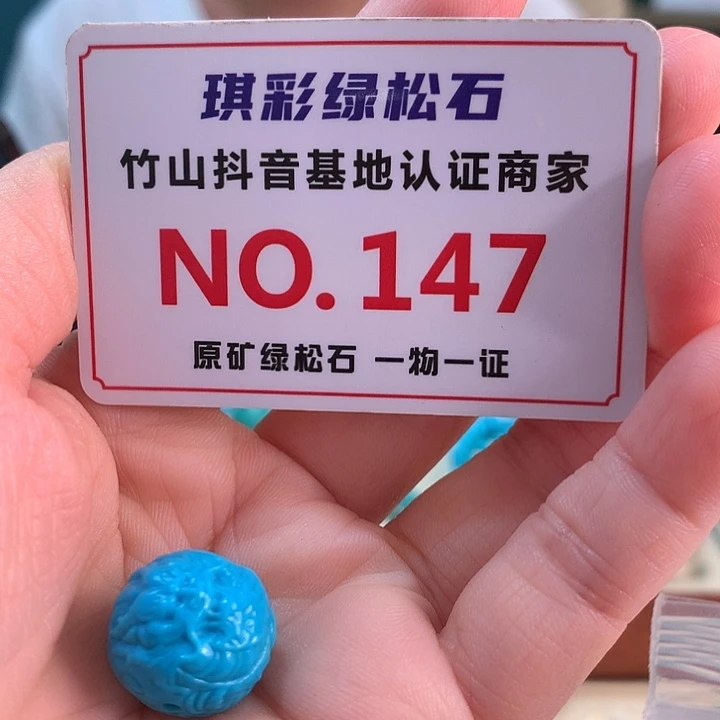 琪彩绿松石
竹山抖音基地认证商家
NO.147
原矿绿松石 一物一证